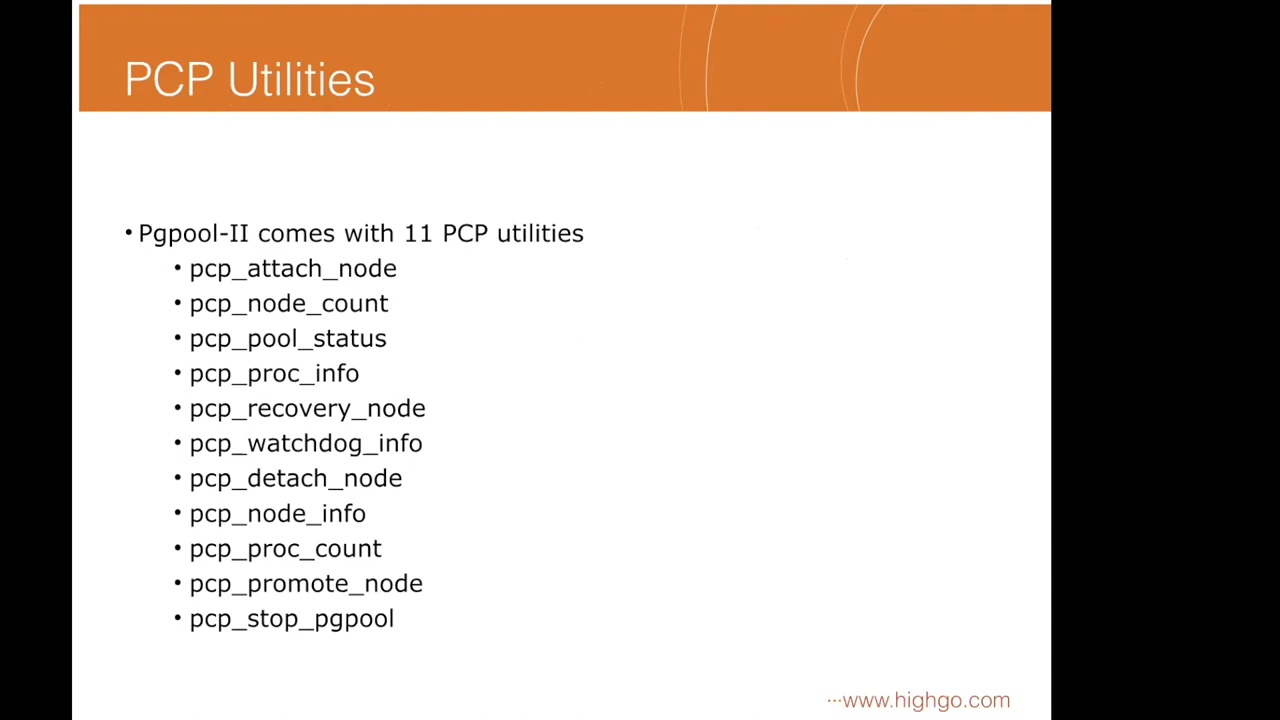 PCP Utilities
• Pgpool-II comes with 11 PCP utilities
• pcp_attach_node
• pcp_node_count
• pcp_pool_status
• pcp_proc_info
• pcp_recovery_node
• pcp_watchdog_info
• pcp_detach_node
• pcp_node_info
• pcp_proc_count
• pcp_promote_node
• pcp_stop_pgpool
···www.highgo.com